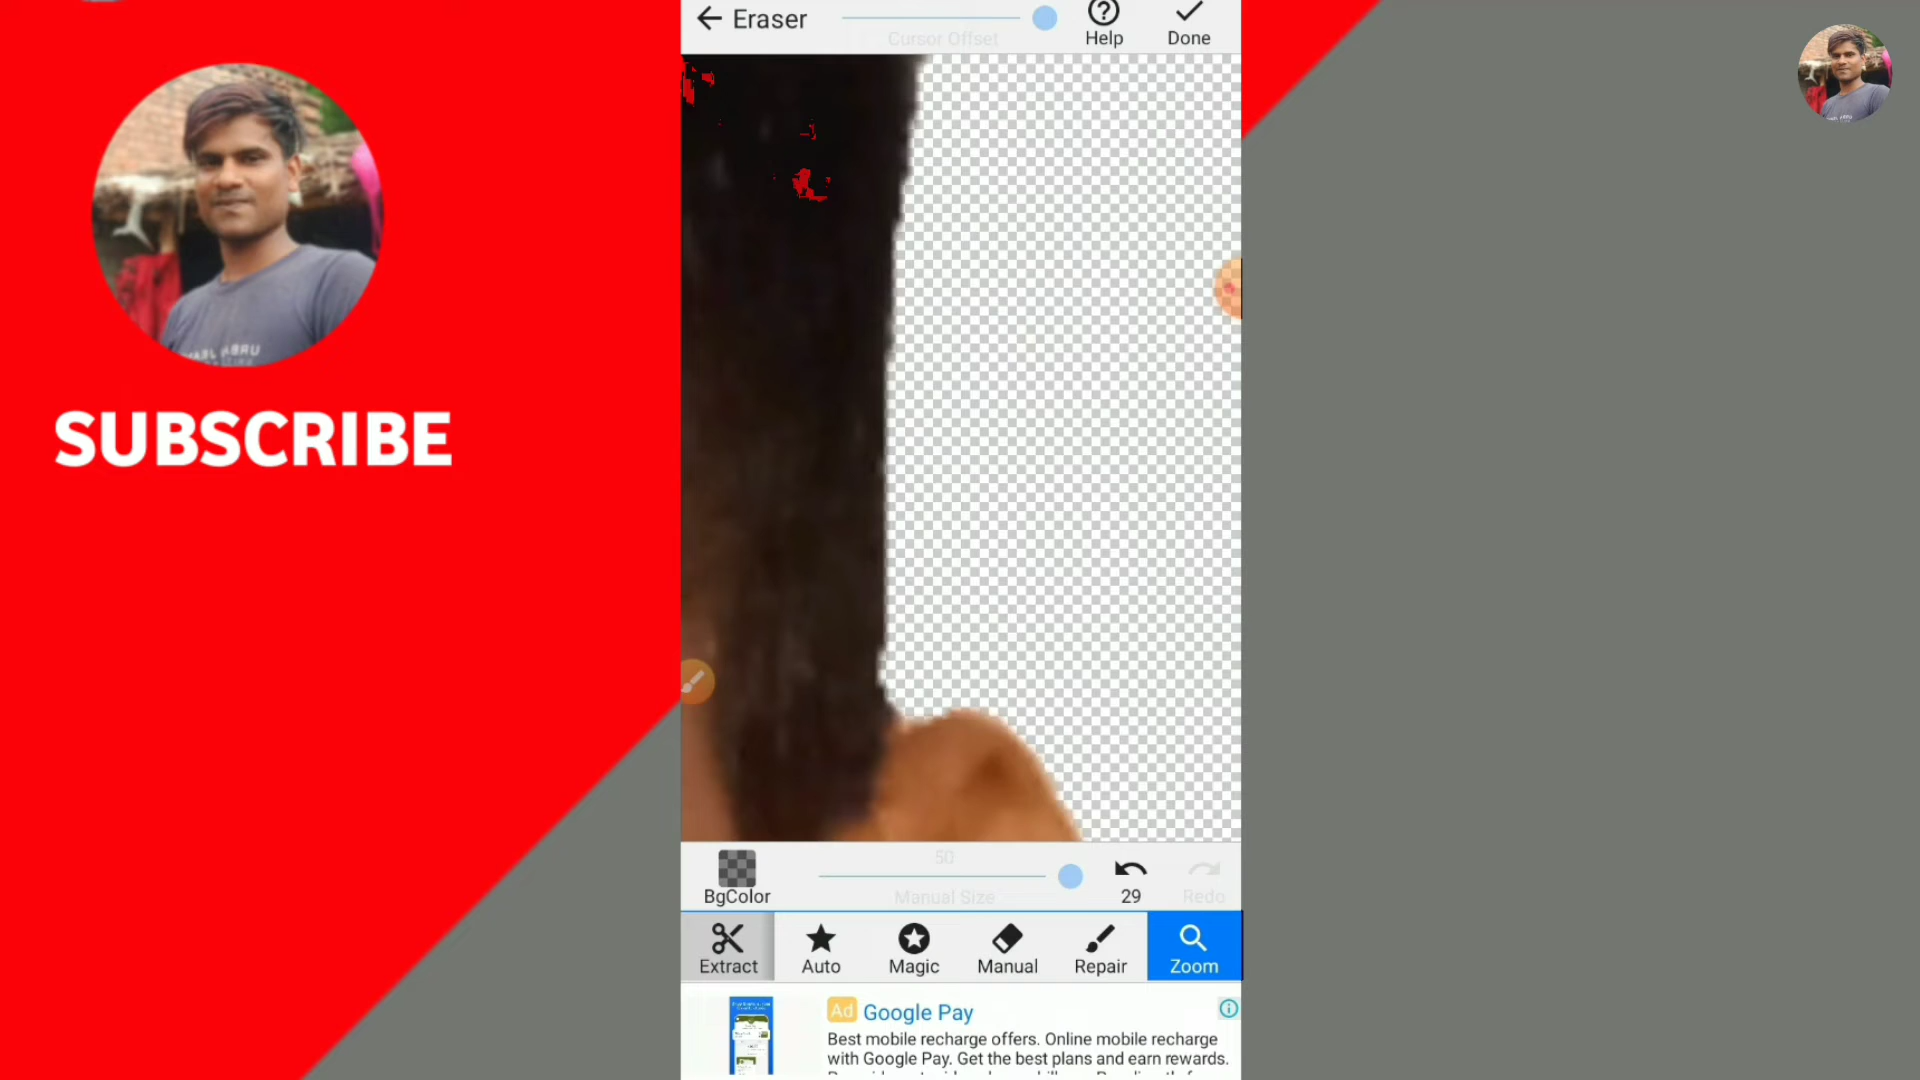 Eraser
Cursor Offset
Help
Done
SUBSCRIBE
50
Manual Size
BgColor
29
Redo
Extract
Auto
Magic
Manual
Repair
Zoom
Ad Google Pay
Best mobile recharge offers. Online mobile recharge
with Google Pay. Get the best plans and earn rewards.